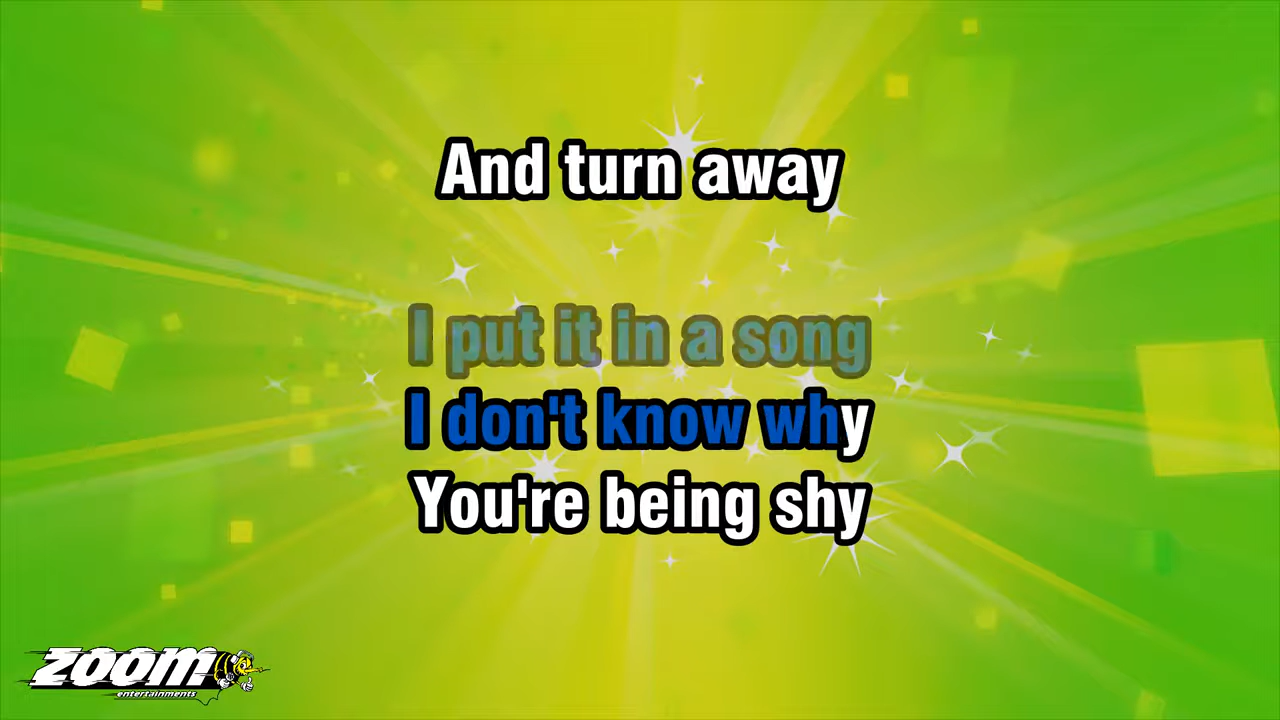 And turn away
I put it in a song
I don't know why
You're being shy
zoom
entertainments